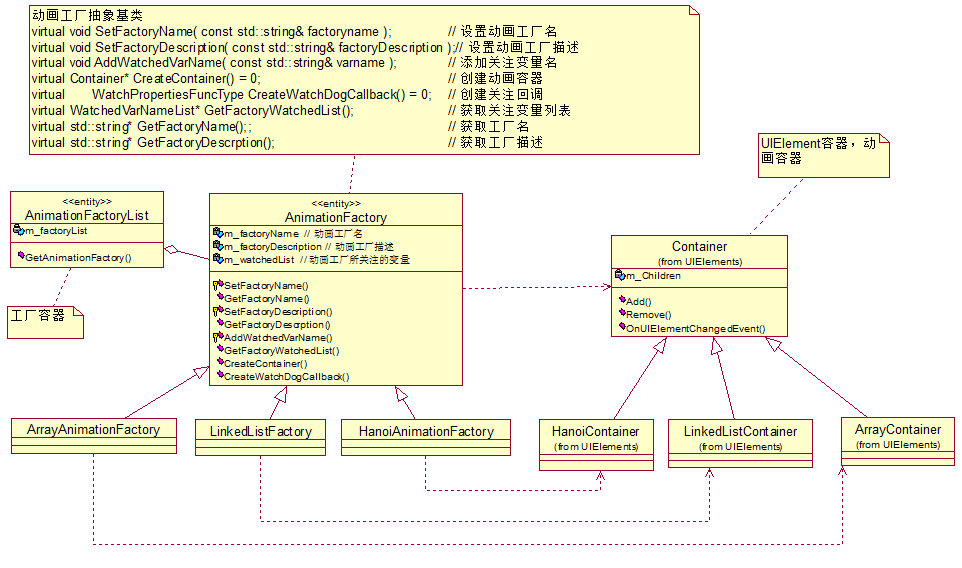 动画工厂抽象基类
virtual void SetFactoryName( const std::string& factoryname ); // 设置动画工厂名
virtual void SetFactoryDescription( const std::string& factoryDescription );// 设置动画工厂描述
virtual void AddWatchedVarName( const std::string& varname ); // 添加关注变量名
virtual Container* CreateContainer() = 0; // 创建动画容器
virtual WatchPropertiesFuncType CreateWatchDogCallback() = 0; // 创建关注回调
virtual WatchedVarNameList* GetFactoryWatchedList(); // 获取关注变量列表
virtual std::string* GetFactoryName();; // 获取工厂名
virtual std::string* GetFactoryDescrption(); // 获取工厂描述
UIElement容器，动
画容器
<<entity>>
AnimationFactoryList
m_factoryList
GetAnimationFactory()
工厂容器
<<entity>>
AnimationFactory
m_factoryName // 动画工厂名
m_factoryDescription // 动画工厂描述
m_watchedList // 动画工厂所关注的变量
SetFactoryName()
GetFactoryName()
SetFactoryDescription()
GetFactoryDescrption()
AddWatchedVarName()
GetFactoryWatchedList()
CreateContainer()
CreateWatchDogCallback()
Container
(from UIElements)
m_Children
Add()
Remove()
OnUIElementChangedEvent()
ArrayAnimationFactory
LinkedListFactory
HanoiAnimationFactory
HanoiContainer
(from UIElements)
LinkedListContainer
(from UIElements)
ArrayContainer
(from UIElements)